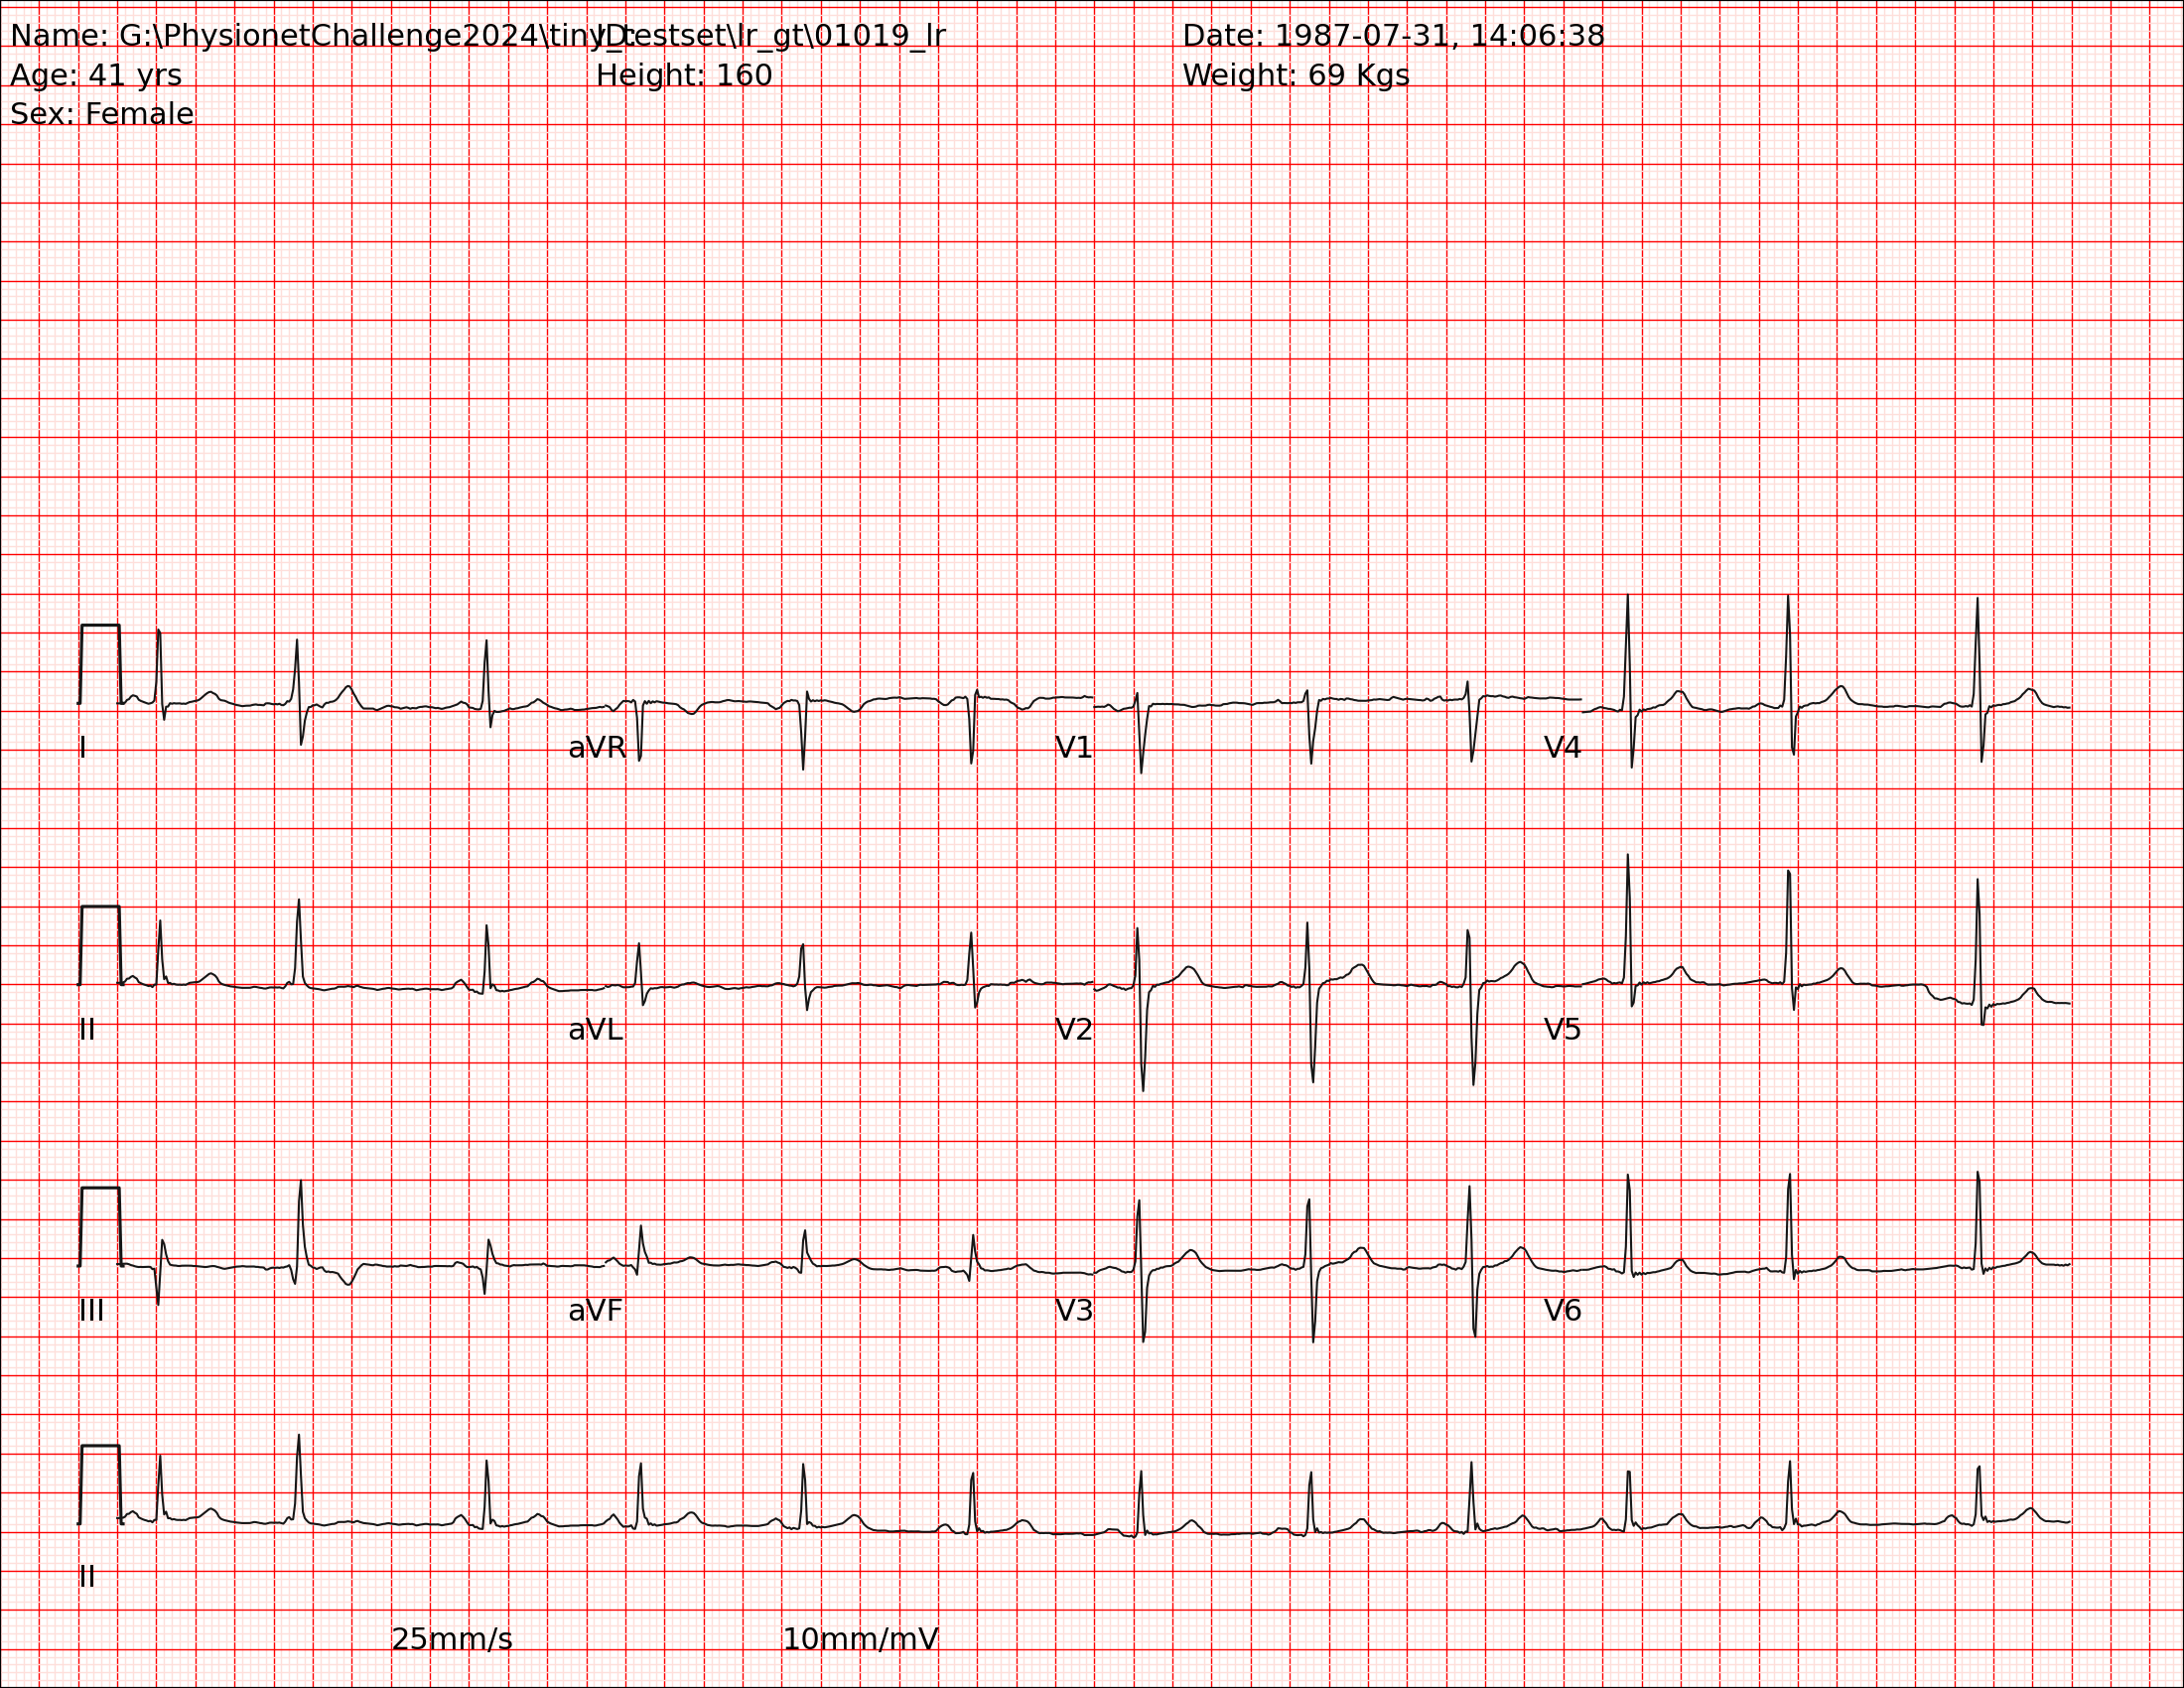 Name: G:\PhysionetChallenge2024\tiny_testset\lr_gt\01019_lr ID: Date: 1987-07-31, 14:06:38
Age: 41 yrs Height: 160 Weight: 69 Kgs
Sex: Female
I aVR V1 V4
II aVL V2 V5
III aVF V3 V6
II
25mm/s 10mm/mV